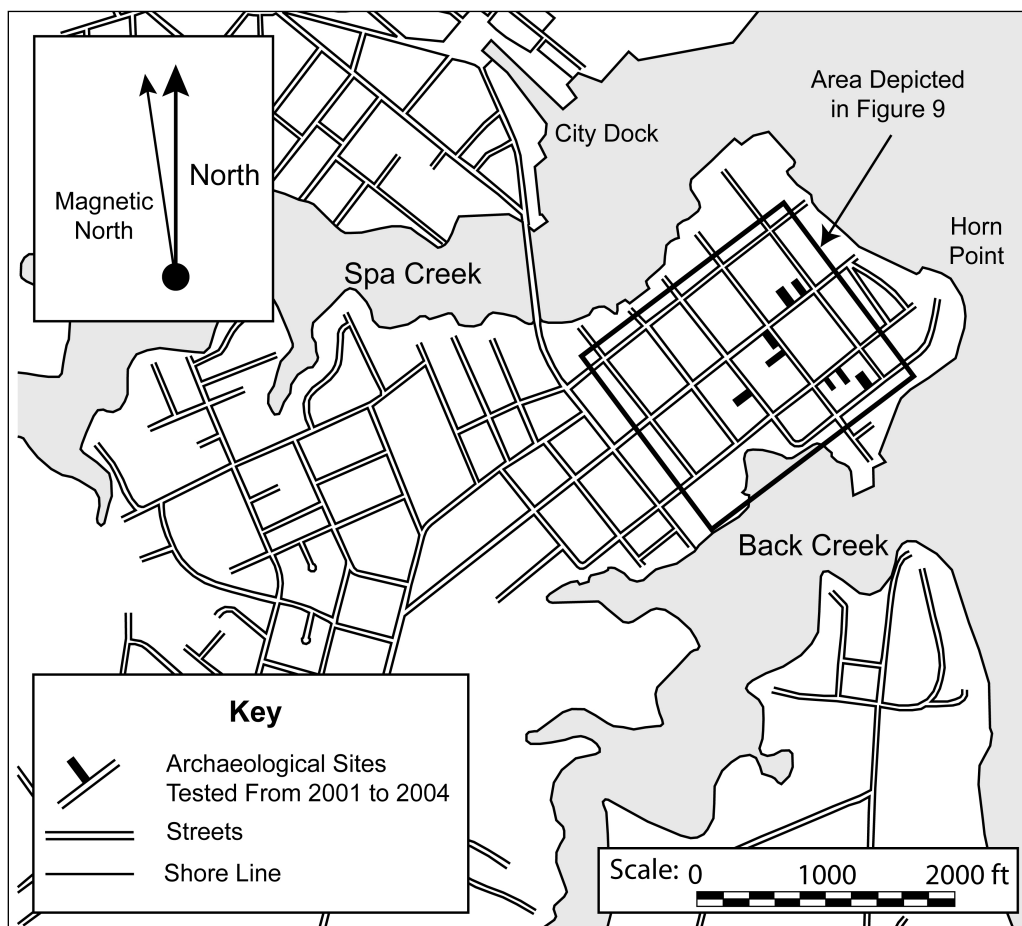 Area Depicted
in Figure 9
City Dock
North
Magnetic
North
Horn
Point
Spa Creek
Back Creek
Key
Archaeological Sites
Tested From 2001 to 2004
Streets
Shore Line
Scale: 0 1000 2000 ft